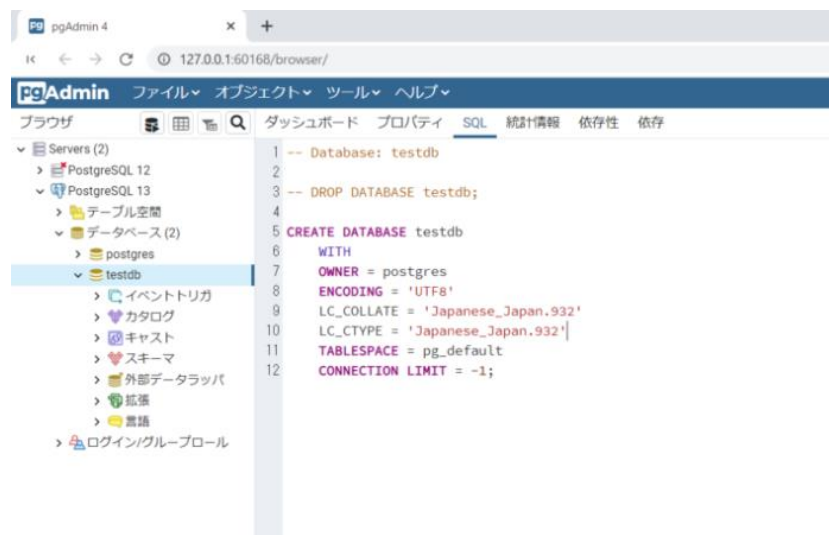 Pg pgAdmin 4
127.0.0.1:60168/browser/
pgAdmin ファイル オブジェクト ツール ヘルプ
ブラウザ ダッシュボード プロパティ SQL 統計情報 依存性 依存
Servers (2)
PostgreSQL 12
PostgreSQL 13
テーブル空間
データベース (2)
postgres
testdb
イベントトリガ
カタログ
キャスト
スキーマ
外部データラッパ
拡張
言語
ログイン/グループロール
1 -- Database: testdb
2
3 -- DROP DATABASE testdb;
4
5 CREATE DATABASE testdb
6 WITH
7 OWNER = postgres
8 ENCODING = 'UTF8'
9 LC_COLLATE = 'Japanese_Japan.932'
10 LC_CTYPE = 'Japanese_Japan.932'
11 TABLESPACE = pg_default
12 CONNECTION LIMIT = -1;